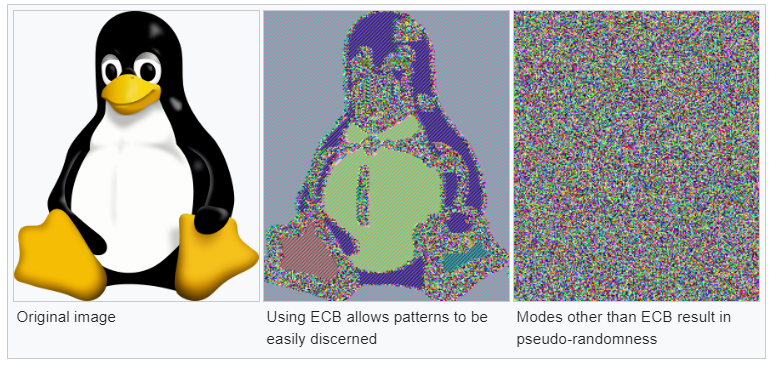 Original image
Using ECB allows patterns to be
easily discerned
Modes other than ECB result in
pseudo-randomness